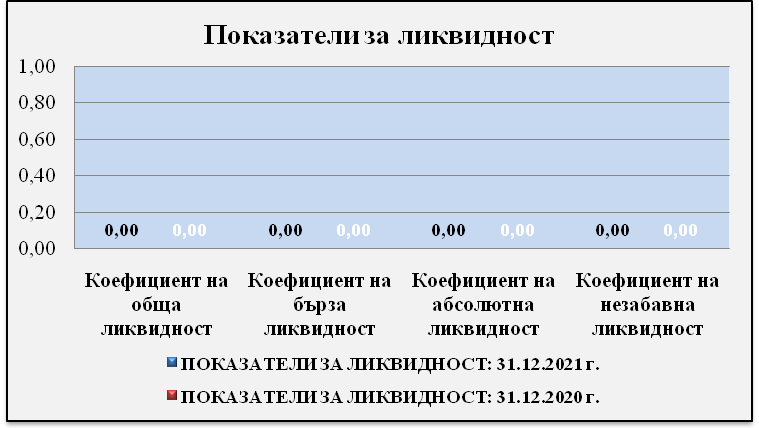 Показатели за ликвидност
1,00
0,80
0,60
0,40
0,20
0,00
0,00 0,00 0,00 0,00 0,00 0,00 0,00 0,00
Коефициент на Коефициент на Коефициент на Коефициент на
обща бърза абсолютна незабавна
ликвидност ликвидност ликвидност ликвидност
ПОКАЗАТЕЛИ ЗА ЛИКВИДНОСТ: 31.12.2021 г.
ПОКАЗАТЕЛИ ЗА ЛИКВИДНОСТ: 31.12.2020 г.